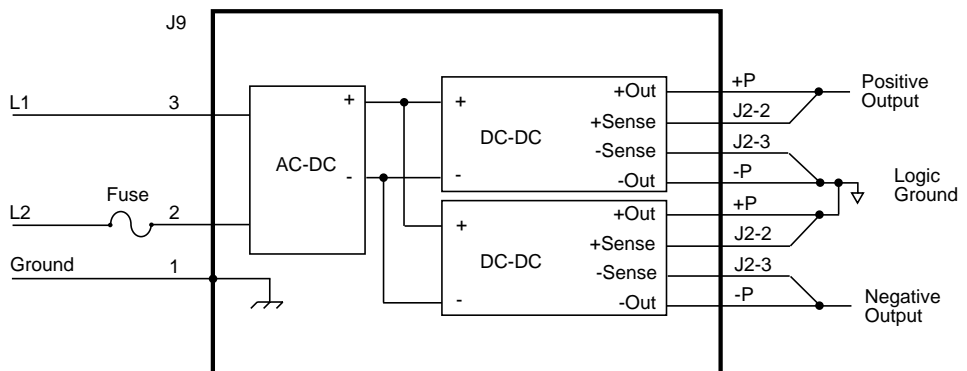 J9
L1
3
Fuse
L2
2
Ground
1
AC-DC
+
-
+
DC-DC
-
+Out
+Sense
-Sense
-Out
+
DC-DC
-
+Out
+Sense
-Sense
-Out
+P
J2-2
J2-3
-P
+P
J2-2
J2-3
-P
Positive
Output
Logic
Ground
Negative
Output